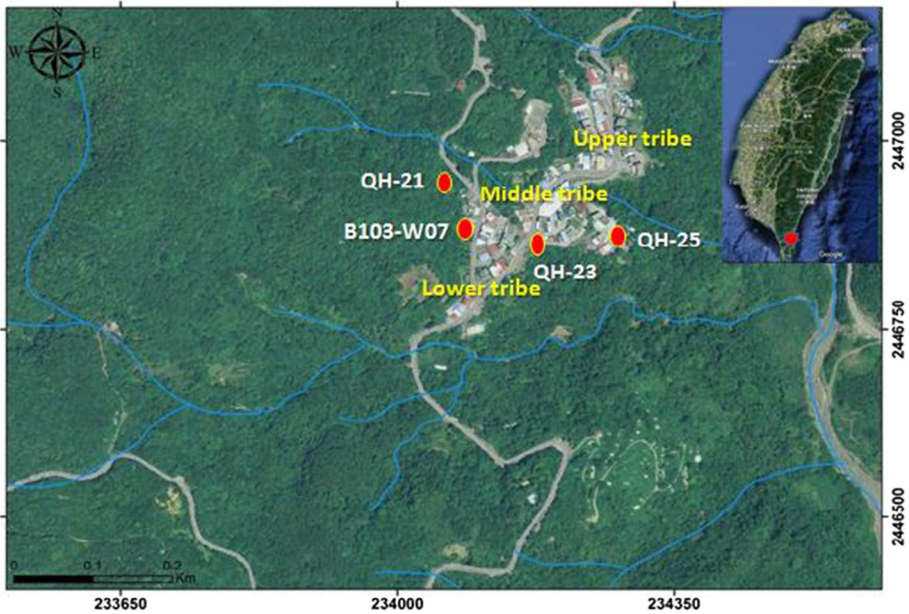 N
W E
S
Upper tribe
QH-21
Middle tribe
B103-W07
QH-25
QH-23
Lower tribe
Google
2447000
2446750
2446500
0 0.1 0.2
Km
233650 234000 234350